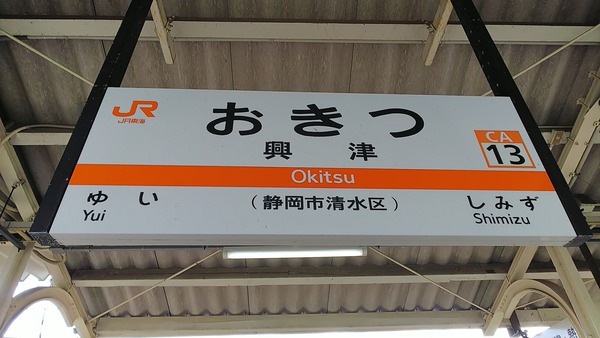 JR
JR東海
おきつ
興津
CA
13
Okitsu
ゆい
Yui
(静岡市清水区)
しみず
Shimizu